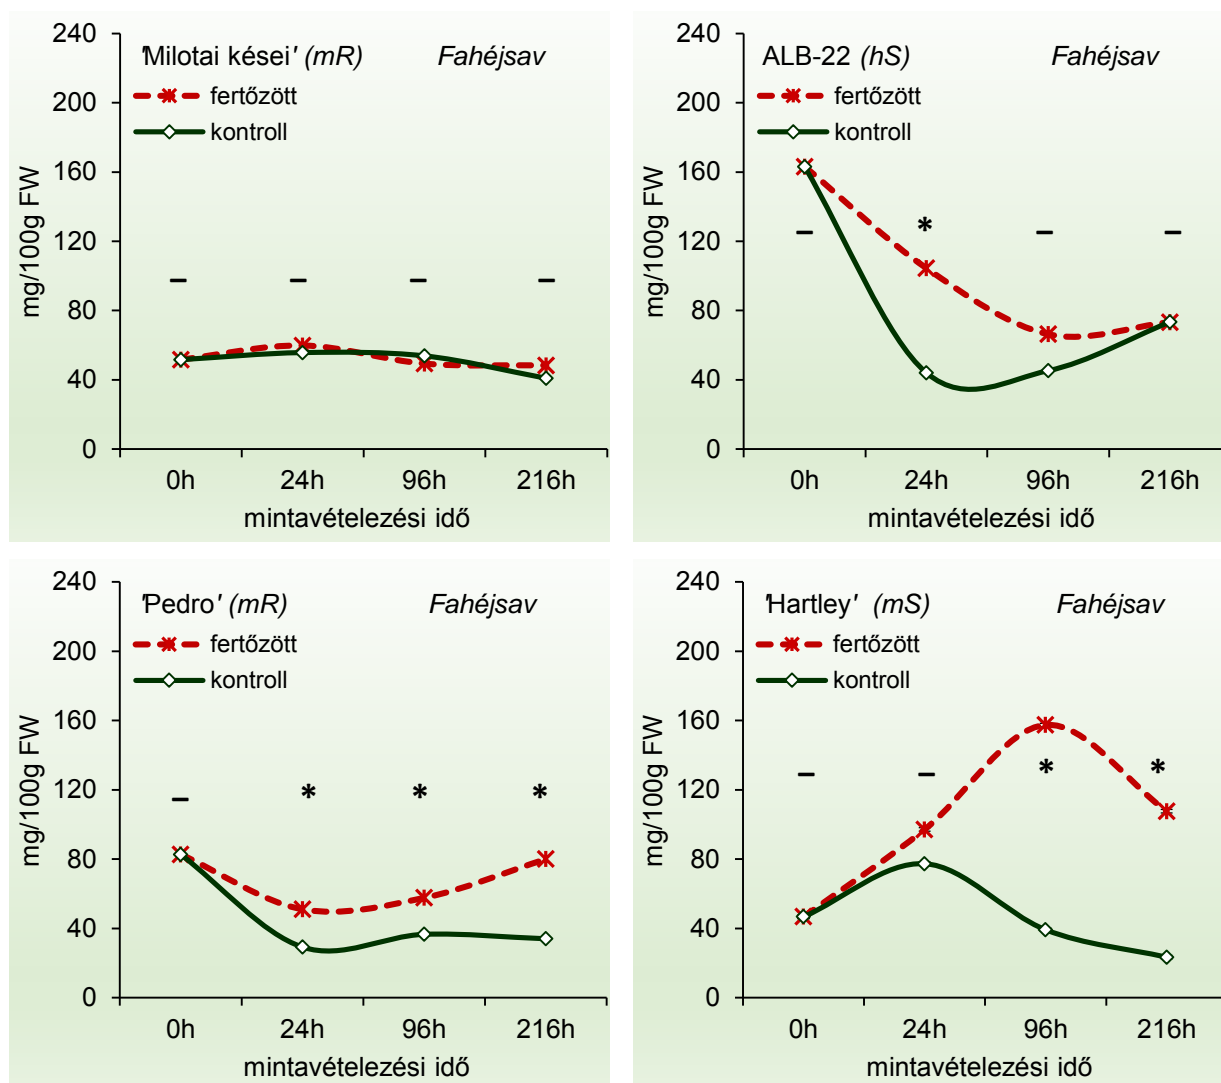 'Milotai kései' (mR) Fahéjsav
fertőzött
kontroll
mg/100g FW
240
200
160
120
80
40
0
0h 24h 96h 216h
mintavételezési idő
ALB-22 (hS) Fahéjsav
fertőzött
kontroll
mg/100g FW
240
200
160
* 
120
80
40
0
0h 24h 96h 216h
mintavételezési idő
'Pedro' (mR) Fahéjsav
fertőzött
kontroll
mg/100g FW
240
200
160
120
* * *
80
40
0
0h 24h 96h 216h
mintavételezési idő
'Hartley' (mS) Fahéjsav
fertőzött
kontroll
mg/100g FW
240
200
160
* *
120
80
40
0
0h 24h 96h 216h
mintavételezési idő